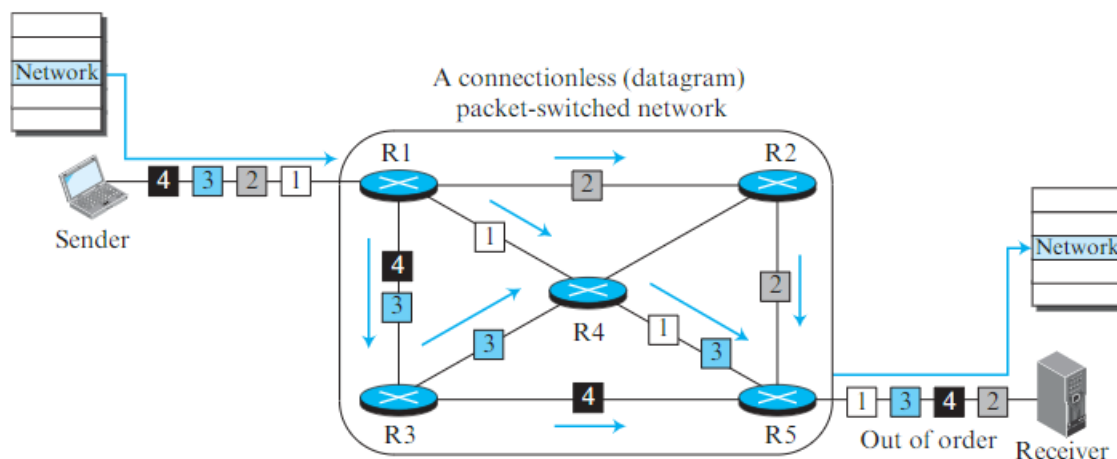 Network
A connectionless (datagram)
packet-switched network
R1
R2
4 3 2 1
2
Sender
1
Network
4
2
3
R4
1
3
3
4
1 3 4 2
R3
R5
Out of order
Receiver